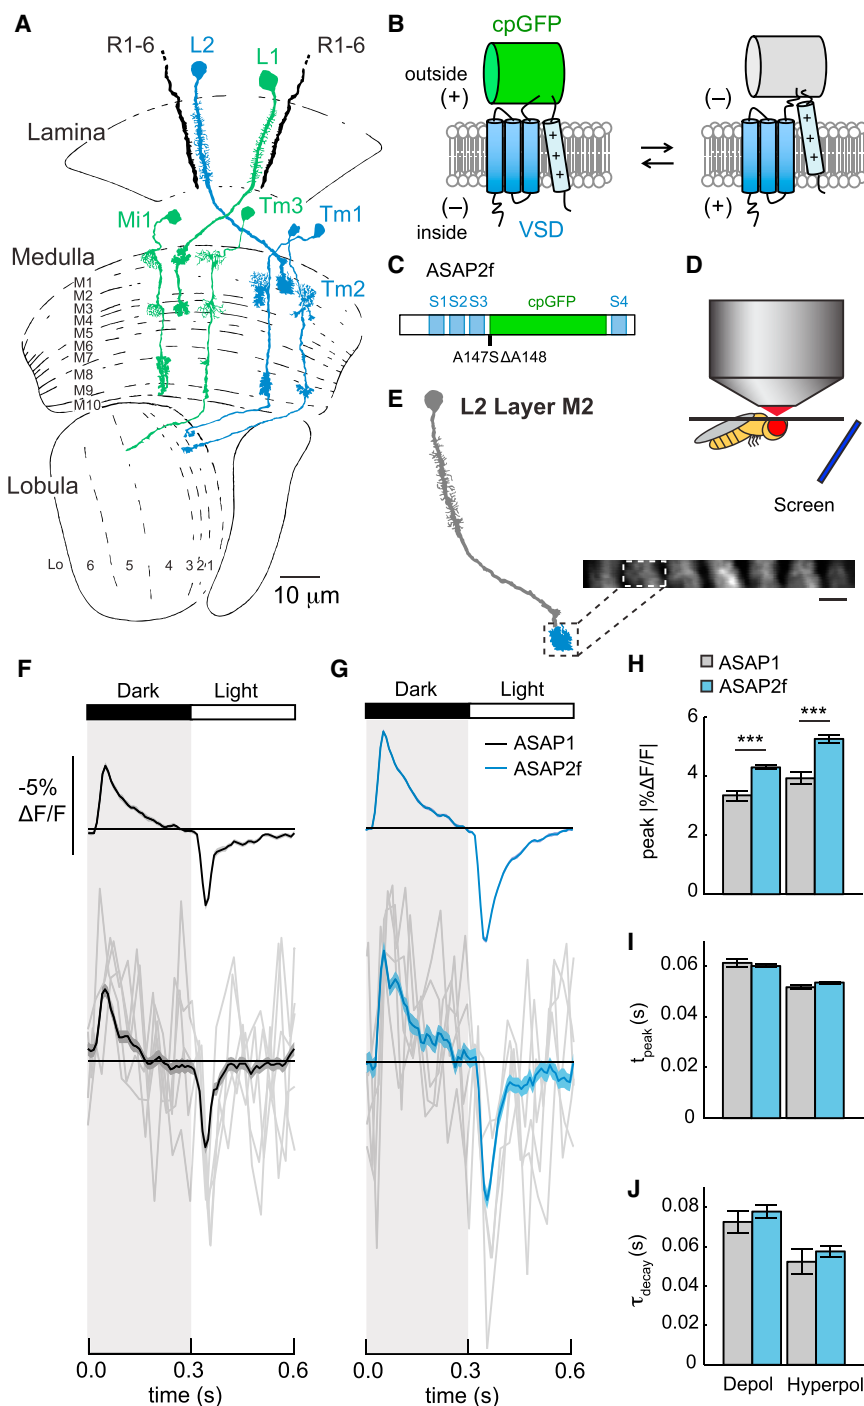 A
R1-6
L2
L1
R1-6
Lamina
Mi1
Tm3
Tm1
Medulla
Tm2
M1
M2
M3
M4
M5
M6
M7
M8
M9
M10
Lobula
Lo 6 5 4 3 2 1
10 μm
B
cpGFP
outside
(+)
(–)
(–)
inside
VSD
(+)
+
+
+
+
+
+
C ASAP2f
S1 S2 S3 cpGFP S4
A147SΔA148
D
Screen
E
L2 Layer M2
F
Dark Light
ASAP1
-5%
ΔF/F
0.0 0.3 0.6
time (s)
G
Dark Light
ASAP1
ASAP2f
0.0 0.3 0.6
time (s)
H
ASAP1
ASAP2f
peak |%ΔF/F|
6
4
2
0
***
***
I
t peak (s)
0.06
0.04
0.02
0
J
τ decay (s)
0.08
0.06
0.04
0.02
0
Depol Hyperpol